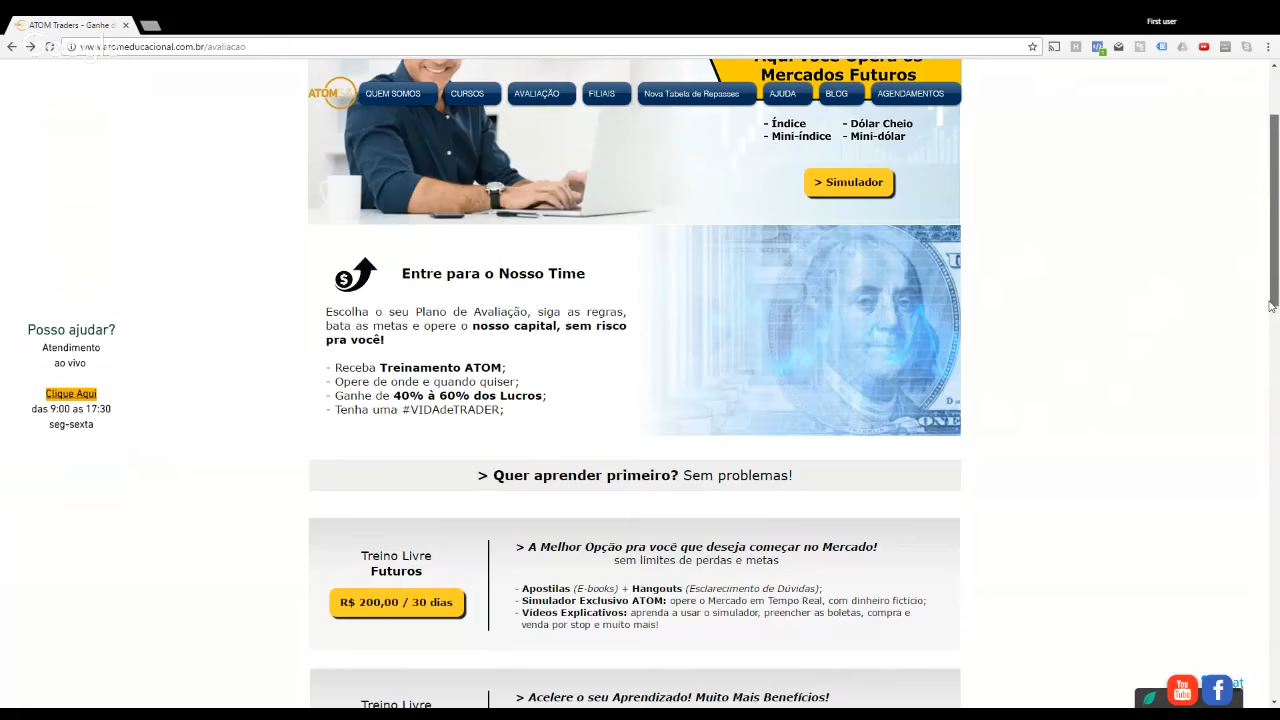 ATOM Traders - Ganhe d
First user
www.atomeducacional.com.br/avaliacao
Aqui Você Opera os
Mercados Futuros
ATOM
QUEM SOMOS
CURSOS
AVALIAÇÃO
FILIAIS
Nova Tabela de Repasses
AJUDA
BLOG
AGENDAMENTOS
- Índice - Dólar Cheio
- Mini-índice - Mini-dólar
> Simulador
Entre para o Nosso Time
Escolha o seu Plano de Avaliação, siga as regras,
bata as metas e opere o nosso capital, sem risco
pra você!
- Receba Treinamento ATOM;
- Opere de onde e quando quiser;
- Ganhe de 40% à 60% dos Lucros;
- Tenha uma #VIDAdeTRADER;
ONE
Posso ajudar?
Atendimento
ao vivo
Clique Aqui
das 9:00 as 17:30
seg-sexta
> Quer aprender primeiro? Sem problemas!
Treino Livre
Futuros
R$ 200,00 / 30 dias
> A Melhor Opção pra você que deseja começar no Mercado!
sem limites de perdas e metas
- Apostilas (E-books) + Hangouts (Esclarecimento de Dúvidas);
- Simulador Exclusivo ATOM: opere o Mercado em Tempo Real, com dinheiro fictício;
- Vídeos Explicativos: aprenda a usar o simulador, preencher as boletas, compra e
venda por stop e muito mais!
Treino Livre
> Acelere o seu Aprendizado! Muito Mais Benefícios!
You
Tube